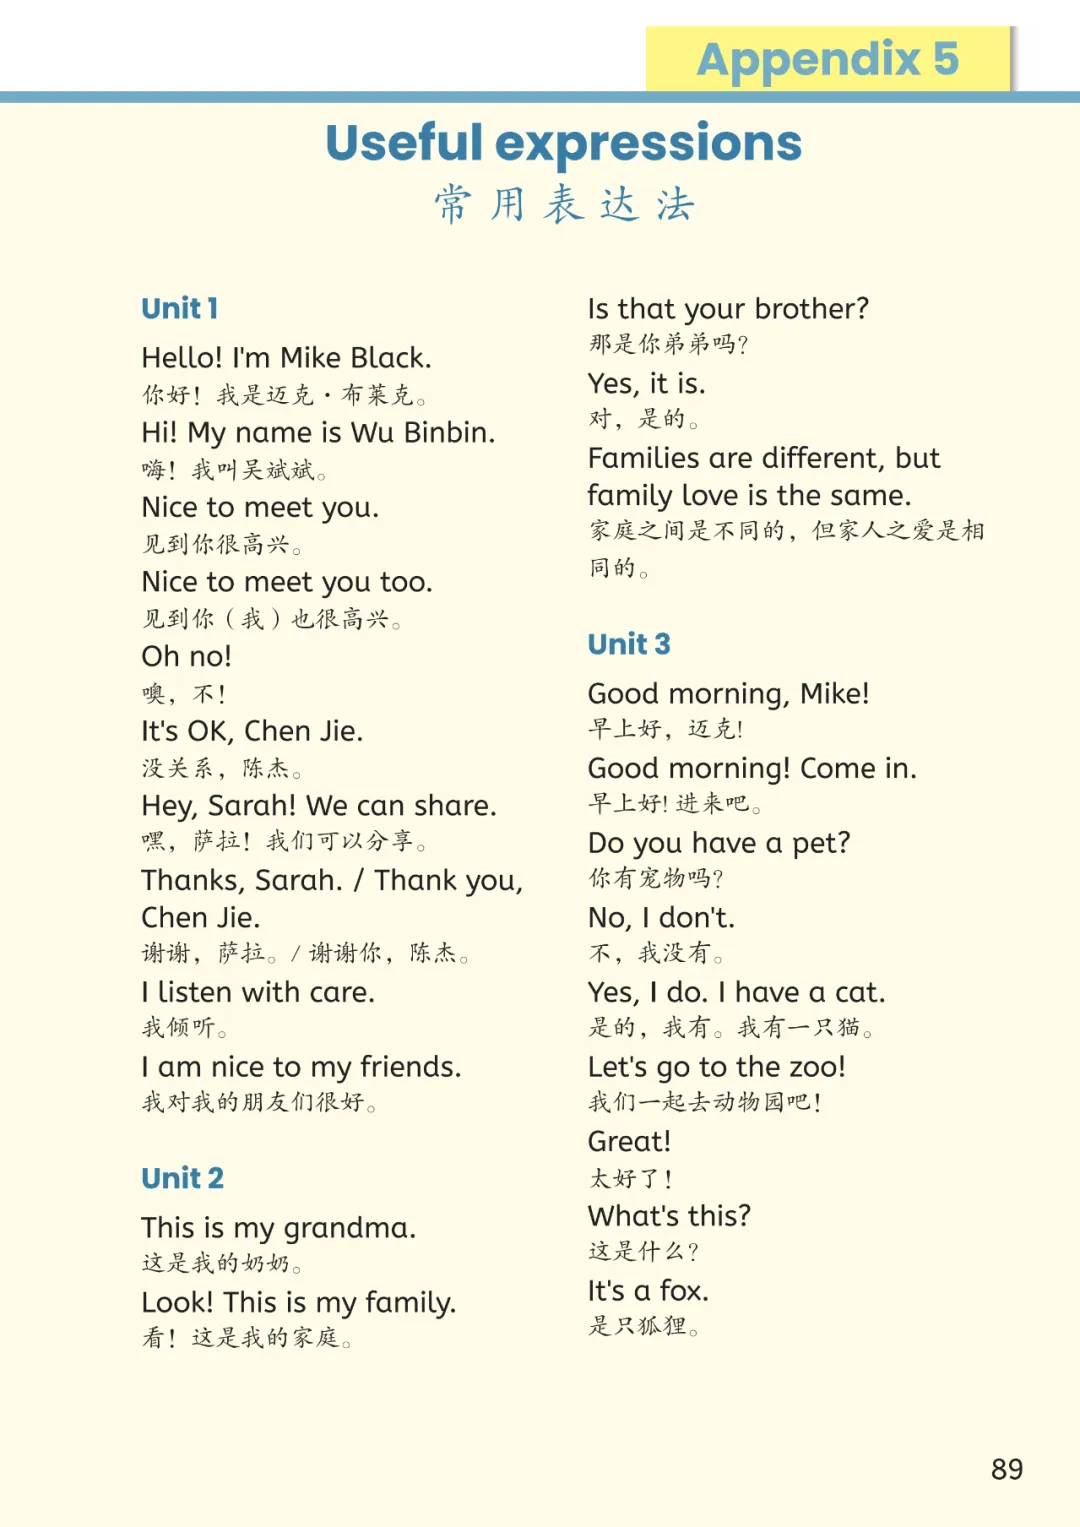 Appendix 5
Useful expressions
常用表达法
Unit 1
Hello! I'm Mike Black.
你好！我是迈克·布莱克。
Hi! My name is Wu Binbin.
嗨！我叫吴斌斌。
Nice to meet you.
见到你很高兴。
Nice to meet you too.
见到你（我）也很高兴。
Oh no!
噢，不！
It's OK, Chen Jie.
没关系，陈杰。
Hey, Sarah! We can share.
嘿，萨拉！我们可以分享。
Thanks, Sarah. / Thank you,
Chen Jie.
谢谢，萨拉。/ 谢谢你，陈杰。
I listen with care.
我倾听。
I am nice to my friends.
我对我的朋友们很好。
Unit 2
This is my grandma.
这是我的奶奶。
Look! This is my family.
看！这是我的家庭。
Is that your brother?
那是你弟弟吗？
Yes, it is.
对，是的。
Families are different, but
family love is the same.
家庭之间是不同的，但家人之爱是相
同的。
Unit 3
Good morning, Mike!
早上好，迈克!
Good morning! Come in.
早上好! 进来吧。
Do you have a pet?
你有宠物吗？
No, I don't.
不，我没有。
Yes, I do. I have a cat.
是的，我有。我有一只猫。
Let's go to the zoo!
我们一起去动物园吧！
Great!
太好了！
What's this?
这是什么？
It's a fox.
是只狐狸。
89